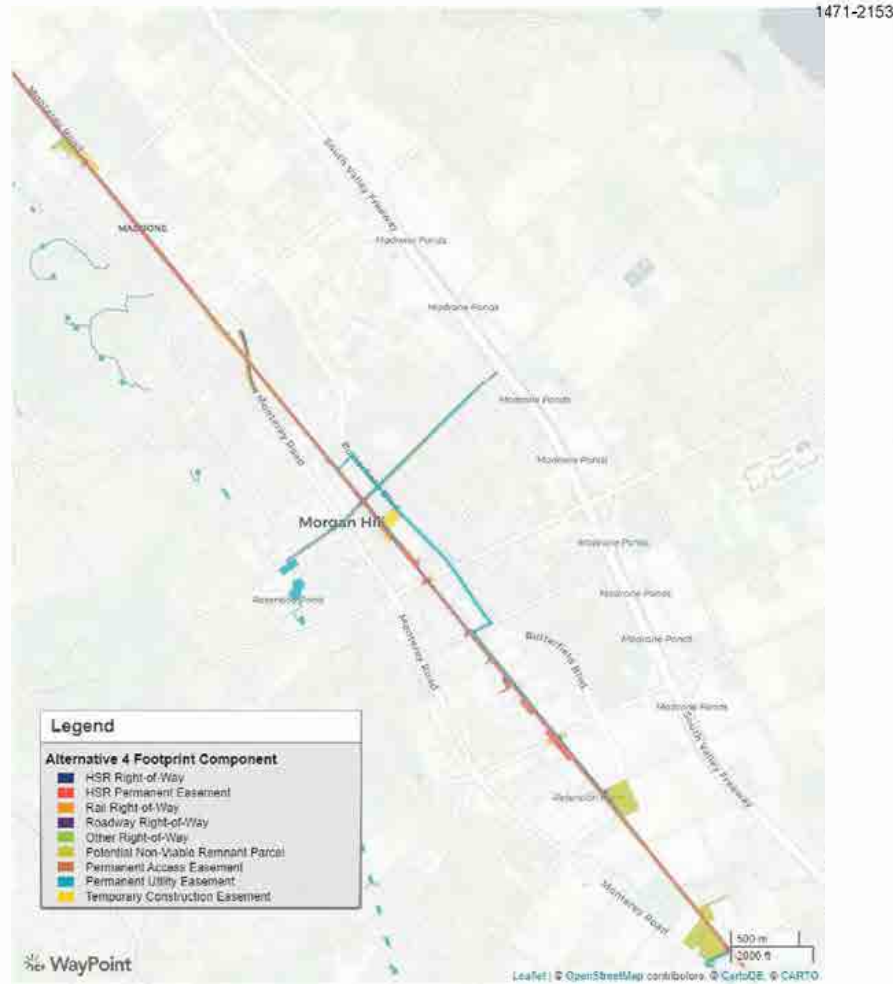 1471-2153
Monterey Road
South Valley Freeway
MADRONE
Madrone Ponds
Madrone Ponds
Madrone Ponds
Monterey Road
Madrone Ponds
Morgan Hill
Madrone Ponds
Retension Pond
Madrone Ponds
Monterey Road
Butterfield Blvd
Madrone Ponds
Madrone Ponds
South Valley Freeway
Legend
Alternative 4 Footprint Component
HSR Right-of-Way
HSR Permanent Easement
Rail Right-of-Way
Roadway Right-of-Way
Other Right-of-Way
Potential Non-Viable Remnant Parcel
Permanent Access Easement
Permanent Utility Easement
Temporary Construction Easement
Retension
Monterey Road
500 m
2000 ft
WayPoint
Leaflet | © OpenStreetMap contributors, © CartoDB, © CARTO